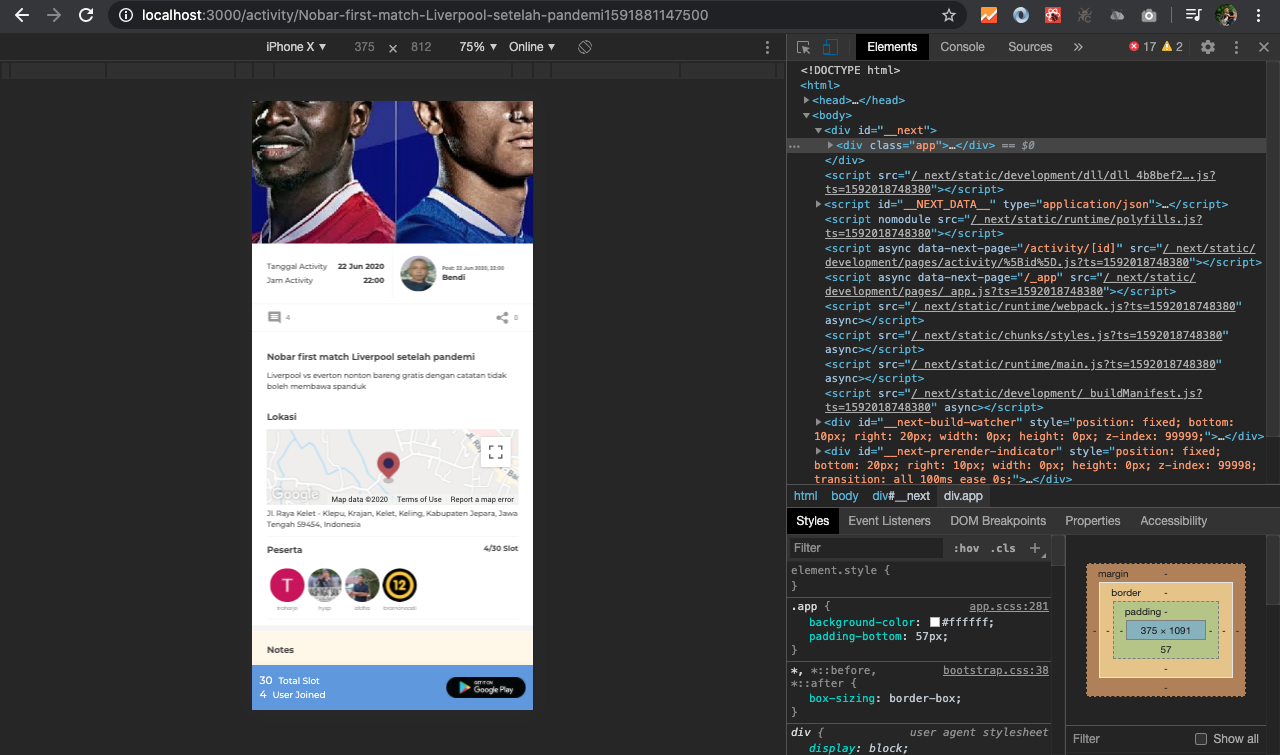 localhost:3000/activity/Nobar-first-match-Liverpool-setelah-pandemi1591881147500
iPhone X ▼ 375 × 812 75% ▼ Online ▼
Elements Console Sources » 17 2
Tanggal Activity 22 Jun 2020
Jam Activity 22:00
Post: 22 Jun 2020, 22:00
Bendi
4
0
Nobar first match Liverpool setelah pandemi
Liverpool vs everton nonton bareng gratis dengan catatan tidak
boleh membawa spanduk
Lokasi
Google
Map data ©2020 Terms of Use Report a map error
Jl. Raya Kelet - Klepu, Krajan, Kelet, Keling, Kabupaten Jepara, Jawa
Tengah 59454, Indonesia
Peserta 4/30 Slot
T
12
hyap
Notes
30 Total Slot
4 User Joined
GET IT ON
Google Play
<!DOCTYPE html>
<html>
<head>…</head>
<body>
<div id="__next">
<div class="app">…</div> == $0
</div>
<script src="/_next/static/development/dll/dll_4b8bef2….js?
ts=1592018748380"></script>
<script id="__NEXT_DATA__" type="application/json">…</script>
<script nomodule src="/_next/static/runtime/polyfills.js?
ts=1592018748380"></script>
<script async data-next-page="/activity/[id]" src="/_next/static/
development/pages/activity/%5Bid%5D.js?ts=1592018748380"></script>
<script async data-next-page="/_app" src="/_next/static/
development/pages/_app.js?ts=1592018748380"></script>
<script src="/_next/static/runtime/webpack.js?ts=1592018748380"
async></script>
<script src="/_next/static/chunks/styles.js?ts=1592018748380"
async></script>
<script src="/_next/static/runtime/main.js?ts=1592018748380"
async></script>
<script src="/_next/static/development/_buildManifest.js?
ts=1592018748380" async></script>
<div id="__next-build-watcher" style="position: fixed; bottom:
10px; right: 20px; width: 0px; height: 0px; z-index: 99999;">…</div>
<div id="__next-prerender-indicator" style="position: fixed;
bottom: 20px; right: 10px; width: 0px; height: 0px; z-index: 99998;
transition: all 100ms ease 0s;">…</div>
html body div#__next div.app
Styles Event Listeners DOM Breakpoints Properties Accessibility
Filter :hov .cls +
element.style {
}
.app { app.scss:281
background-color: #ffffff;
padding-bottom: 57px;
}
*, *::before, bootstrap.css:38
*::after {
box-sizing: border-box;
}
div { user agent stylesheet
display: block;
margin -
border -
padding -
- - - 375 × 1091 - - -
57
-
-
Filter Show all